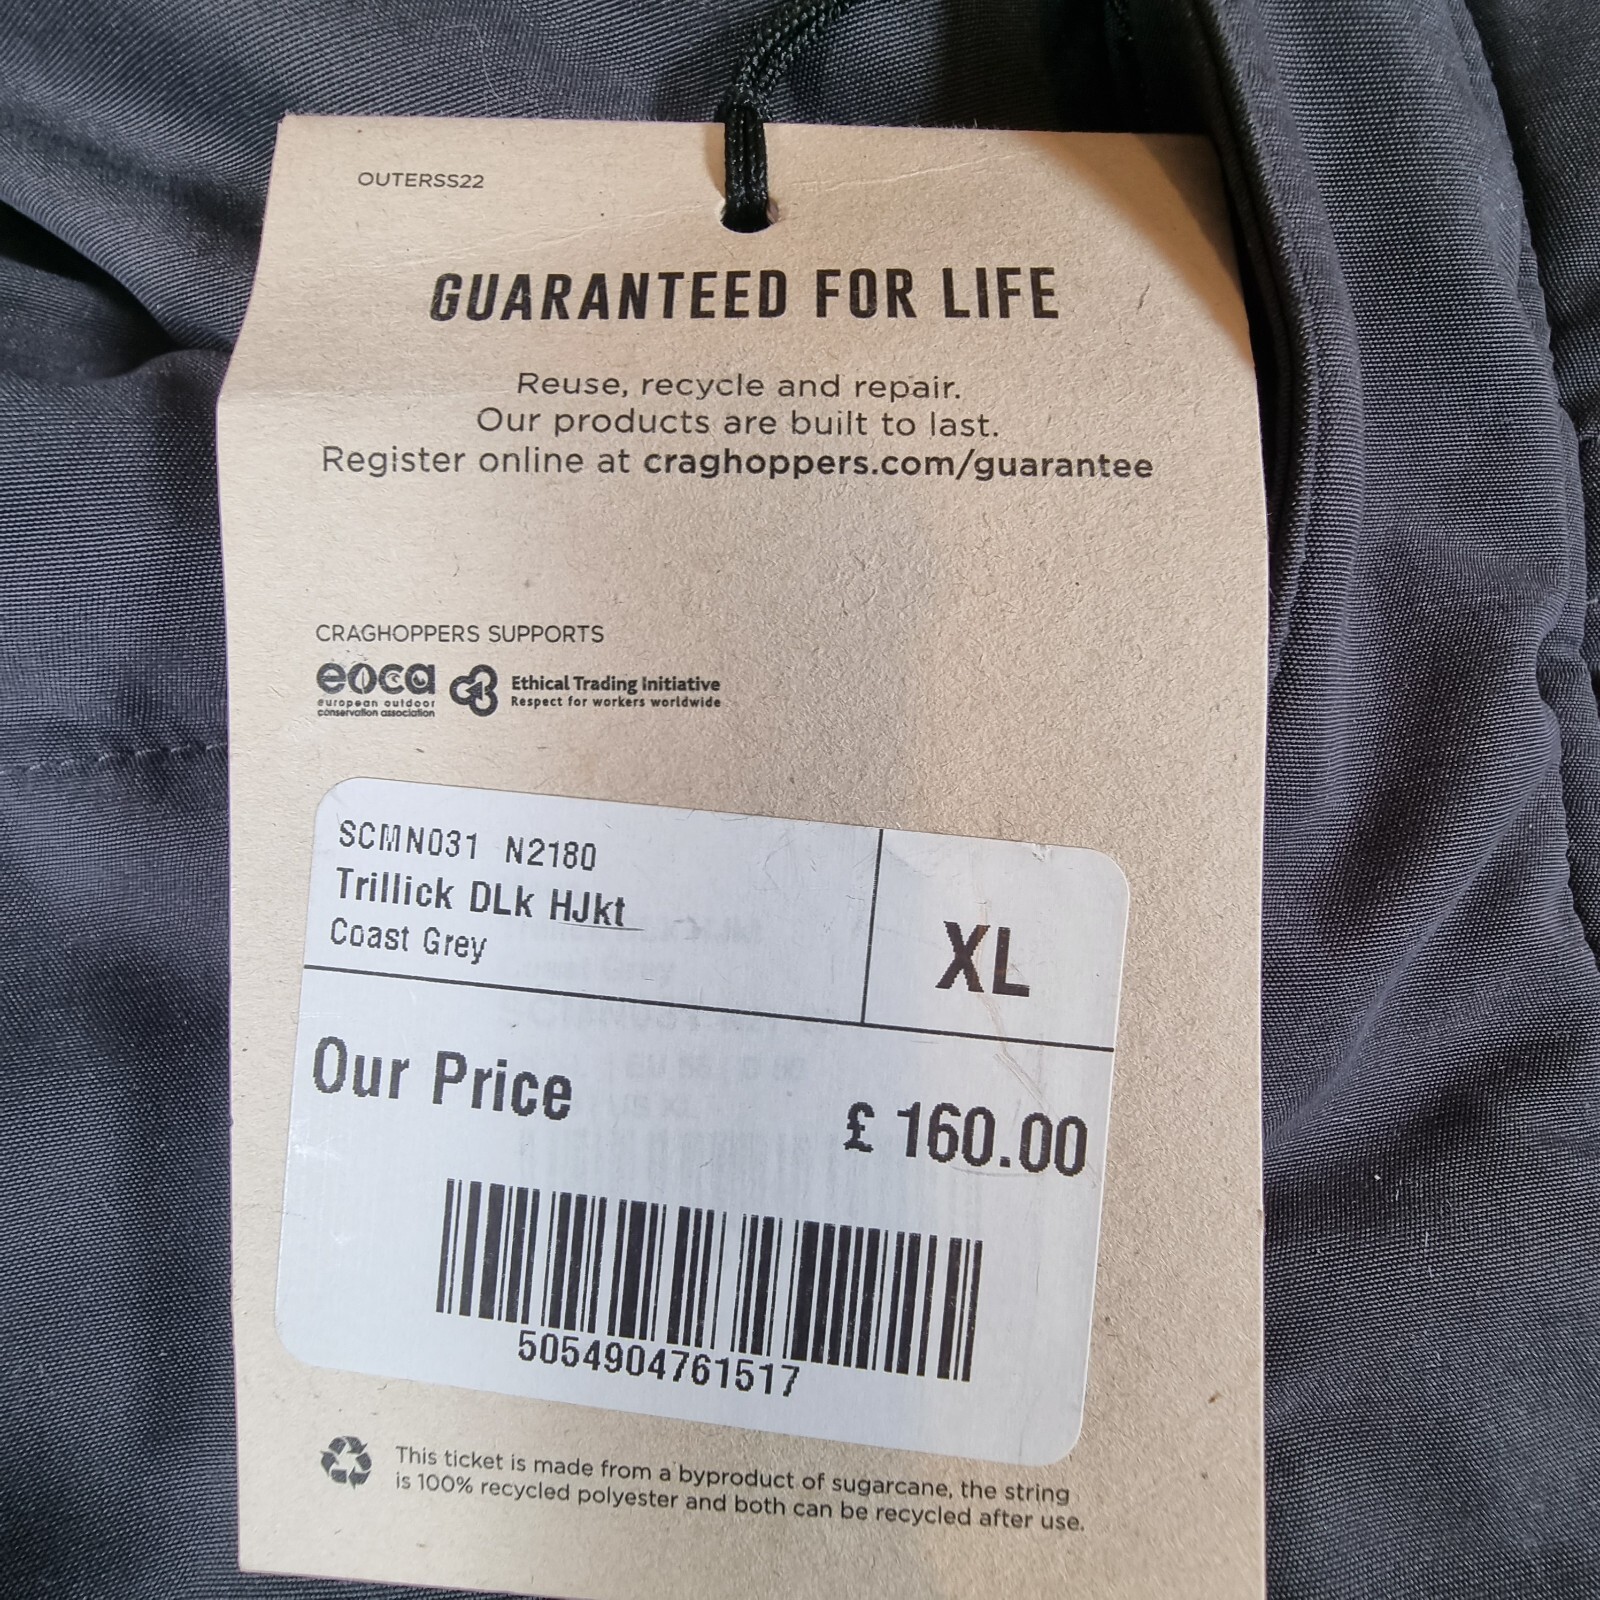 OUTERSS22
GUARANTEED FOR LIFE
Reuse, recycle and repair.
Our products are built to last.
Register online at craghoppers.com/guarantee
CRAGHOPPERS SUPPORTS
eoca
european outdoor
conservation association
Ethical Trading Initiative
Respect for workers worldwide
SCMN031 N2180
Trillick DLk HJkt
Coast Grey
XL
Our Price
£ 160.00
5054904761517
This ticket is made from a byproduct of sugarcane, the string
is 100% recycled polyester and both can be recycled after use.